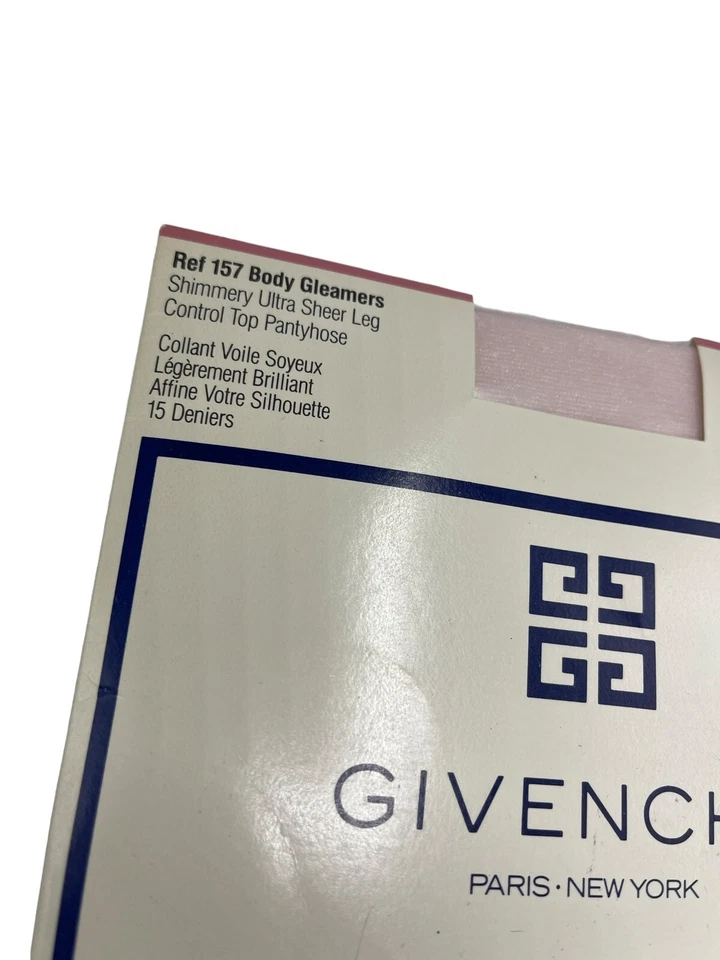 Ref 157 Body Gleamers
Shimmery Ultra Sheer Leg
Control Top Pantyhose
Collant Voile Soyeux
Légèrement Brilliant
Affine Votre Silhouette
15 Deniers
GIVENCH
PARIS • NEW YORK